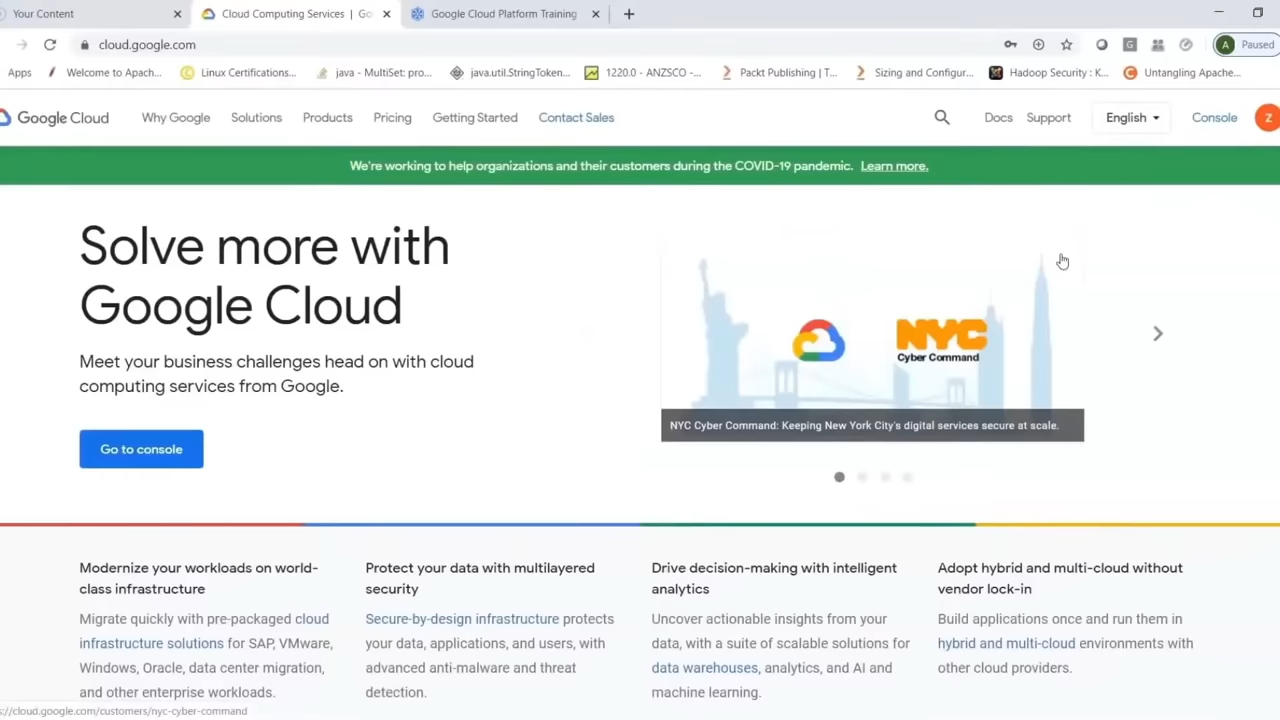 Your Content
Cloud Computing Services | Go
Google Cloud Platform Training
cloud.google.com
G
A
Paused
Apps
Welcome to Apach...
Linux Certifications...
java - MultiSet: pro...
java.util.StringToken...
1220.0 - ANZSCO -...
Packt Publishing | T...
Sizing and Configur...
Hadoop Security : K...
Untangling Apache...
Google Cloud
Why Google
Solutions
Products
Pricing
Getting Started
Contact Sales
Docs
Support
English
Console
Z
We're working to help organizations and their customers during the COVID-19 pandemic. Learn more.
Solve more with
Google Cloud
Meet your business challenges head on with cloud
computing services from Google.
Go to console
NYC
Cyber Command
NYC Cyber Command: Keeping New York City's digital services secure at scale.
Modernize your workloads on world-
class infrastructure
Migrate quickly with pre-packaged cloud
infrastructure solutions for SAP, VMware,
Windows, Oracle, data center migration,
and other enterprise workloads.
Protect your data with multilayered
security
Secure-by-design infrastructure protects
your data, applications, and users, with
advanced anti-malware and threat
detection.
Drive decision-making with intelligent
analytics
Uncover actionable insights from your
data, with a suite of scalable solutions for
data warehouses, analytics, and AI and
machine learning.
Adopt hybrid and multi-cloud without
vendor lock-in
Build applications once and run them in
hybrid and multi-cloud environments with
other cloud providers.
s://cloud.google.com/customers/nyc-cyber-command